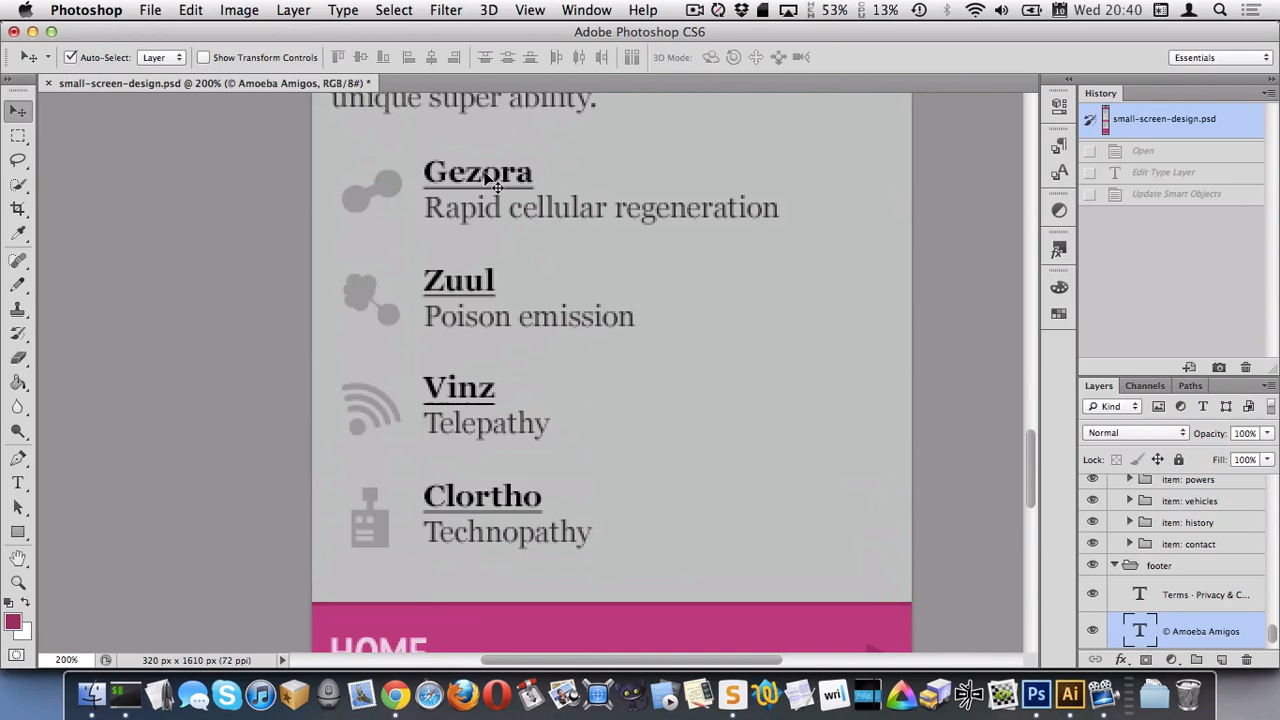 Photoshop File Edit Image Layer Type Select Filter 3D View Window Help 53% 13% Wed 20:40
Adobe Photoshop CS6
Auto-Select: Layer Show Transform Controls 3D Mode: Essentials
small-screen-design.psd @ 200% (© Amoeba Amigos, RGB/8#) *
unique super ability.
Gezora
Rapid cellular regeneration
Zuul
Poison emission
Vinz
Telepathy
Clortho
Technopathy
HOME
200% 320 px x 1610 px (72 ppi)
History
small-screen-design.psd
Open
Edit Type Layer
Update Smart Objects
Layers Channels Paths
Kind
Normal Opacity: 100%
Lock: Fill: 100%
item: powers
item: vehicles
item: history
item: contact
footer
Terms · Privacy & C...
© Amoeba Amigos